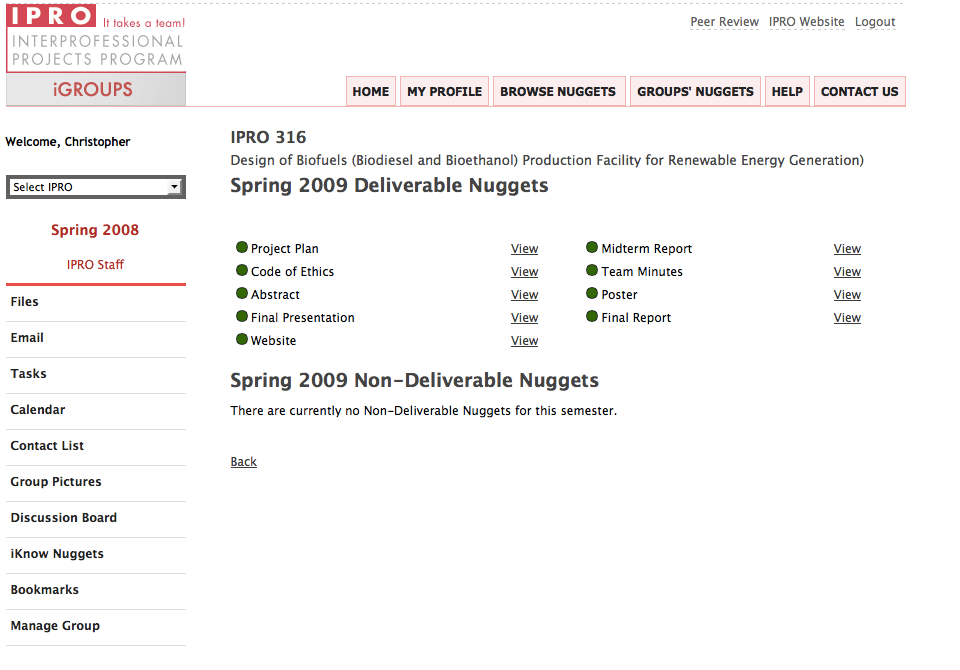 IPRO It takes a team!
INTERPROFESSIONAL
PROJECTS PROGRAM
iGROUPS
Peer Review IPRO Website Logout
HOME MY PROFILE BROWSE NUGGETS GROUPS' NUGGETS HELP CONTACT US
Welcome, Christopher
Select IPRO
Spring 2008
IPRO Staff
Files
Email
Tasks
Calendar
Contact List
Group Pictures
Discussion Board
iKnow Nuggets
Bookmarks
Manage Group
IPRO 316
Design of Biofuels (Biodiesel and Bioethanol) Production Facility for Renewable Energy Generation)
Spring 2009 Deliverable Nuggets
Project Plan View Midterm Report View
Code of Ethics View Team Minutes View
Abstract View Poster View
Final Presentation View Final Report View
Website View
Spring 2009 Non-Deliverable Nuggets
There are currently no Non-Deliverable Nuggets for this semester.
Back